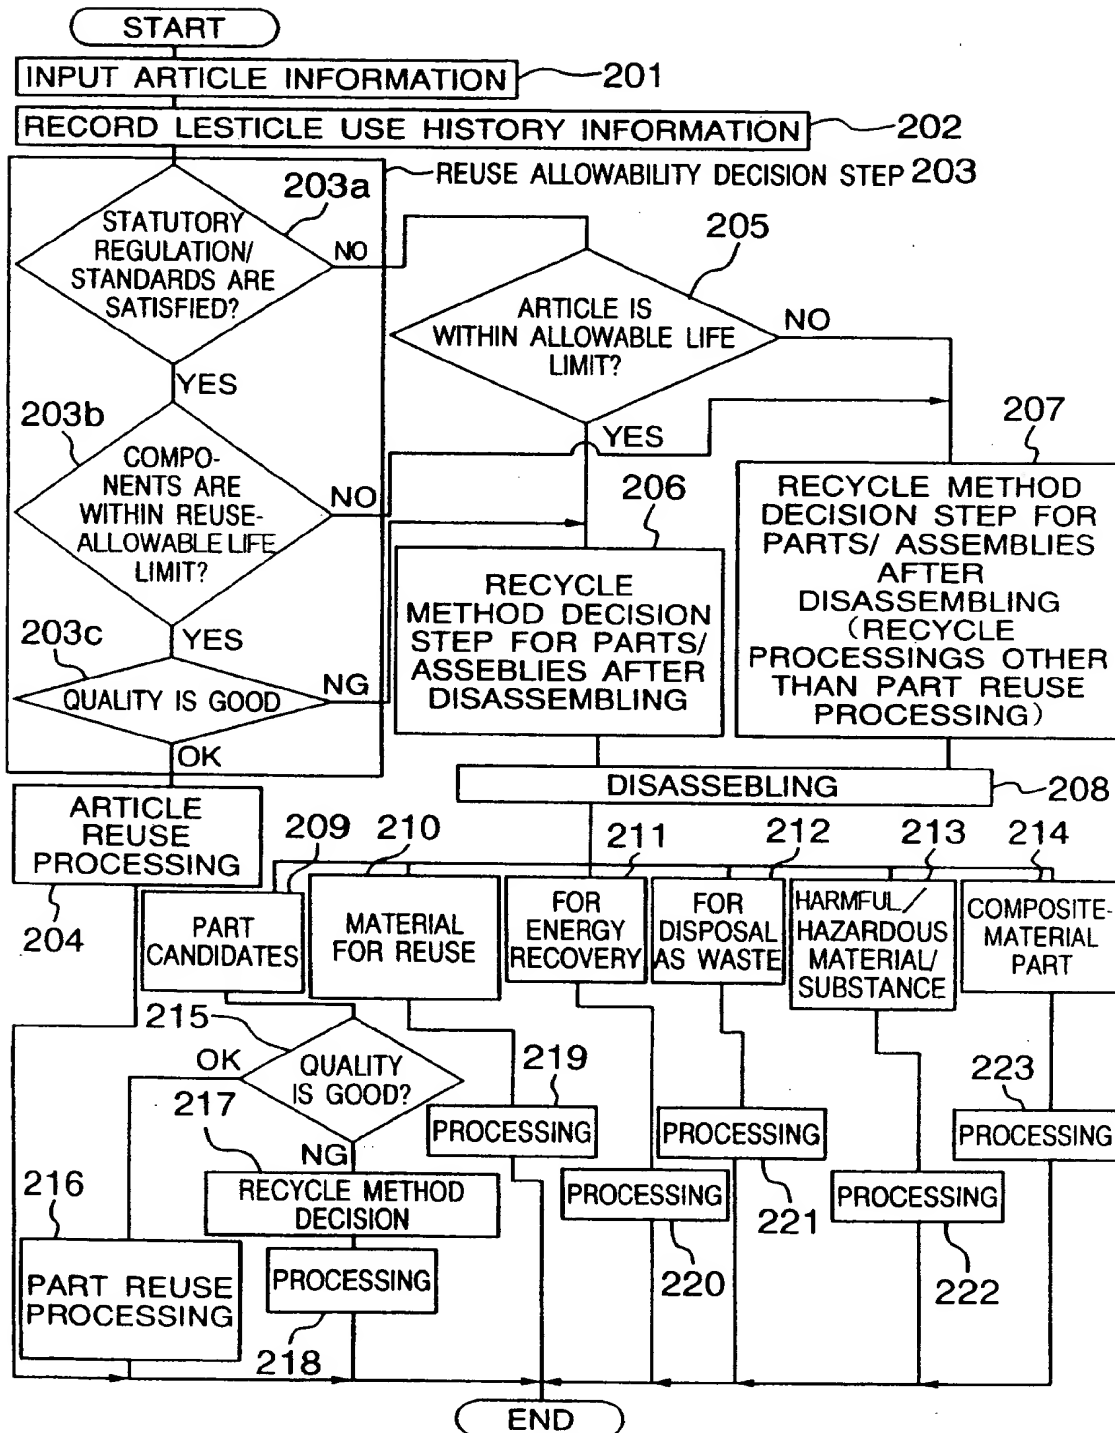 START
INPUT ARTICLE INFORMATION
201
RECORD LESTICLE USE HISTORY INFORMATION
202
REUSE ALLOWABILITY DECISION STEP 203
203a
STATUTORY
REGULATION/
STANDARDS ARE
SATISFIED?
NO
YES
205
ARTICLE IS
WITHIN ALLOWABLE LIFE
LIMIT?
NO
YES
203b
COMPO-
NENTS ARE
WITHIN REUSE-
ALLOWABLE LIFE
LIMIT?
NO
YES
203c
QUALITY IS GOOD
NG
OK
206
RECYCLE
METHOD DECISION
STEP FOR PARTS/
ASSEBLIES AFTER
DISASSEMBLING
207
RECYCLE METHOD
DECISION STEP FOR
PARTS/ ASSEMBLIES
AFTER
DISASSEMBLING
(RECYCLE
PROCESSINGS OTHER
THAN PART REUSE
PROCESSING)
DISASSEBLING
208
ARTICLE
REUSE
PROCESSING
204
209
PART
CANDIDATES
210
MATERIAL
FOR REUSE
211
FOR
ENERGY
RECOVERY
212
FOR
DISPOSAL
AS WASTE
213
HARMFUL/
HAZARDOUS
MATERIAL/
SUBSTANCE
214
COMPOSITE-
MATERIAL
PART
215
QUALITY
IS GOOD?
OK
NG
217
RECYCLE METHOD
DECISION
216
PART REUSE
PROCESSING
PROCESSING
218
219
PROCESSING
PROCESSING
220
PROCESSING
221
PROCESSING
222
223
PROCESSING
END